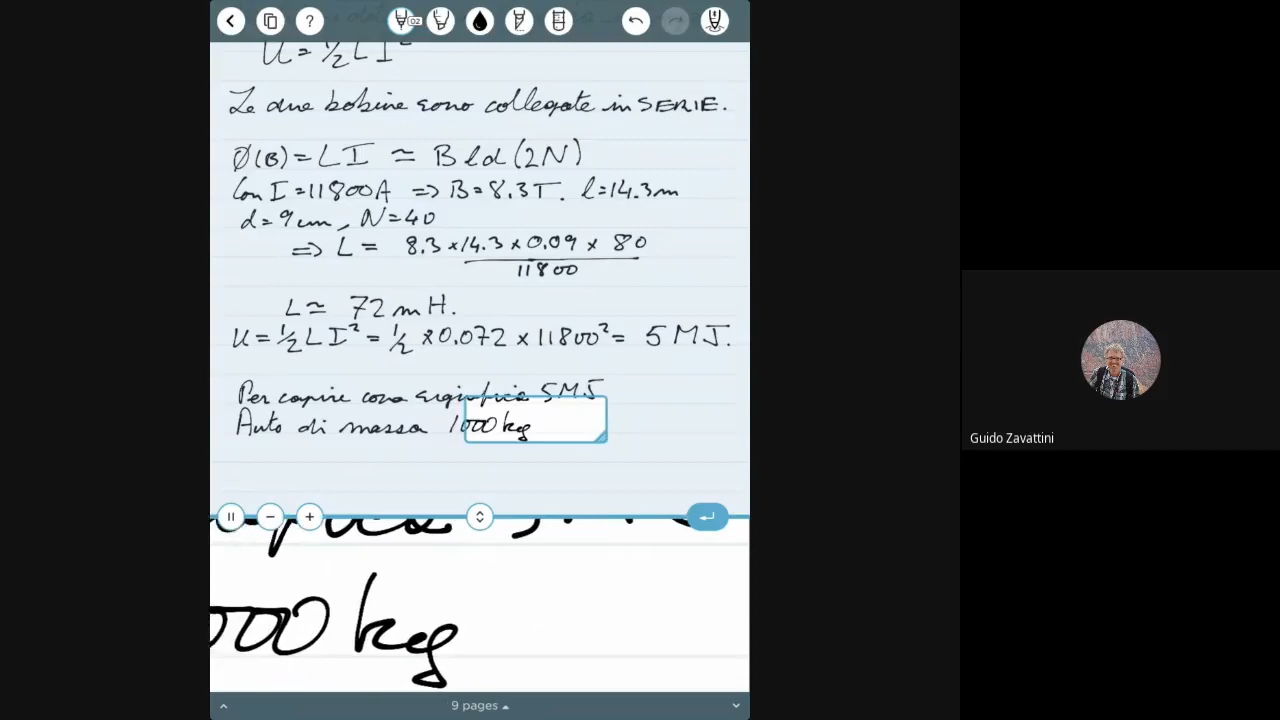 ?
02
U = ½ L I²
Le due bobine sono collegate in SERIE.
Ø(B) = L I ≃ B l d (2N)
Con I = 11800 A ⇒ B = 8.3 T. l = 14.3 m
d = 9 cm, N = 40
⇒ L = 8.3 × 14.3 × 0.09 × 80
11800
L ≃ 72 mH.
U = ½ L I² = ½ × 0.072 × 11800² = 5 MJ.
Per capire cosa significa 5 MJ
Auto di massa 1000 kg
000 kg
9 pages
Guido Zavattini